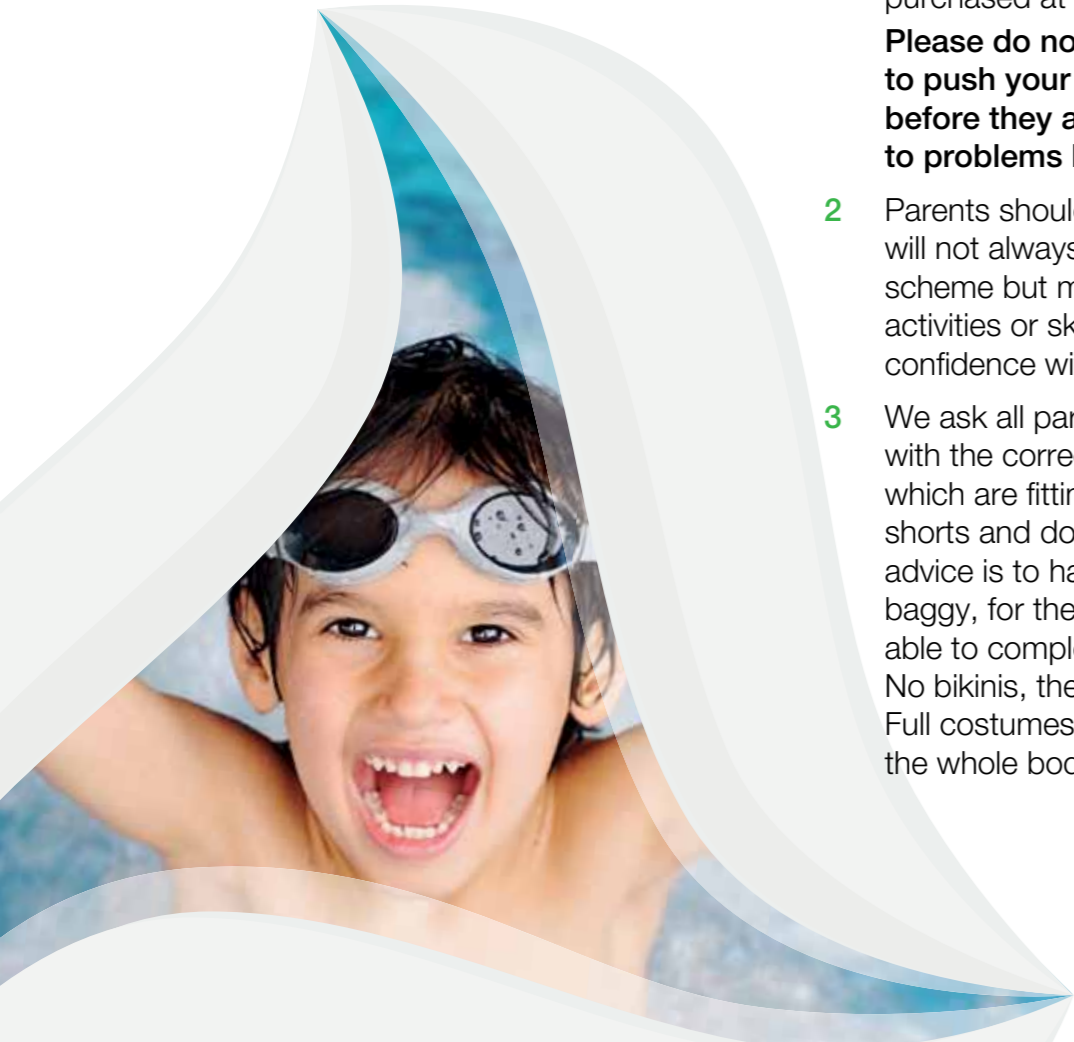 purchased at
Please do no
to push your
before they a
to problems
2 Parents shoul
will not always
scheme but m
activities or sk
confidence wi
3 We ask all par
with the correc
which are fittin
shorts and do
advice is to ha
baggy, for the
able to comple
No bikinis, the
Full costumes
the whole bod